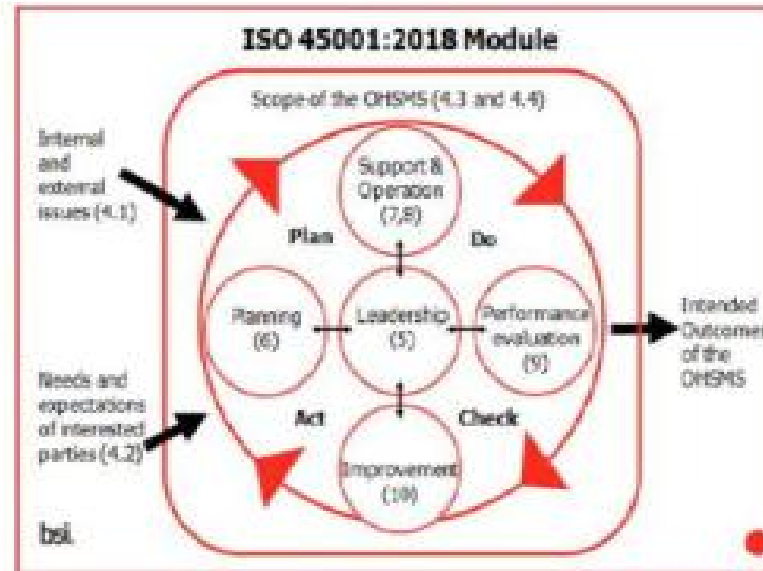 ISO 45001:2018 Module
Scope of the OHSMS (4.3 and 4.4)
Internal
and
external
issues (4.1)
Support &
Operation
(7,8)
Plan
Do
Planning
(6)
Leadership
(5)
Performance
evaluation
(9)
Intended
Outcomes
of the
OHSMS
Needs and
expectations
of interested
parties (4.2)
Act
Check
Improvement
(10)
bsi.